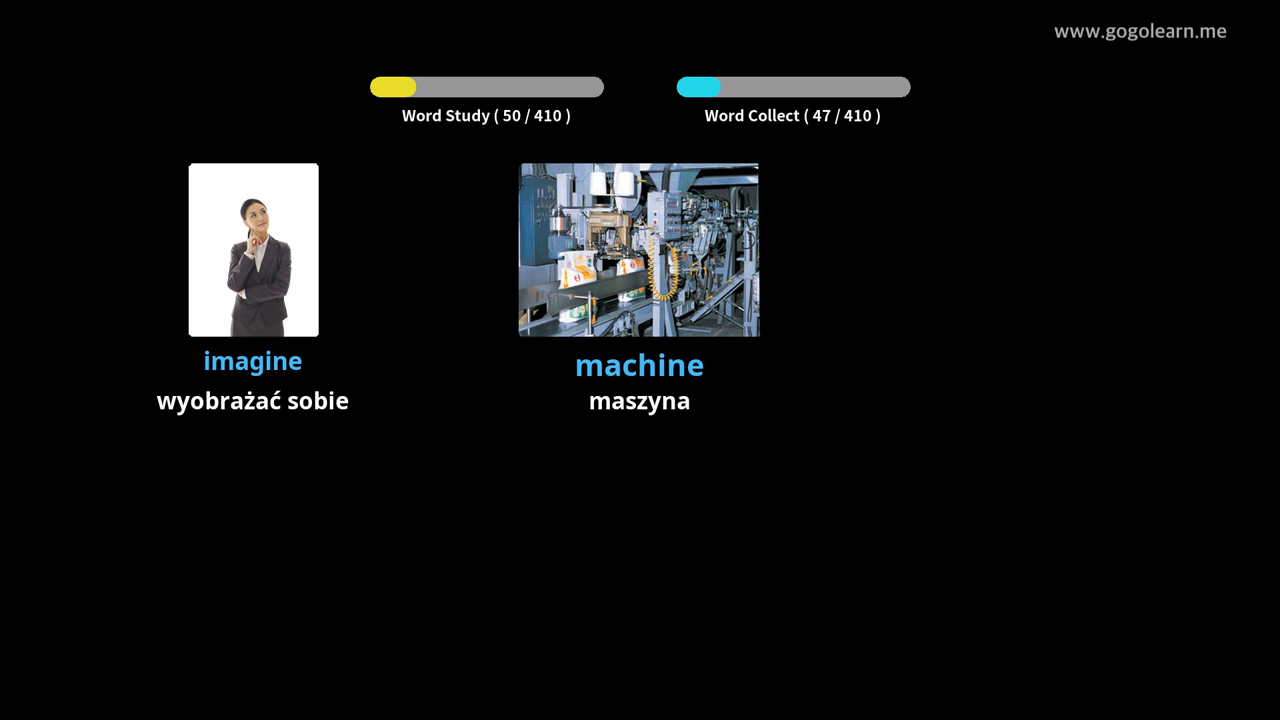 www.gogolearn.me
Word Study ( 50 / 410 )
Word Collect ( 47 / 410 )
imagine
wyobrażać sobie
machine
maszyna